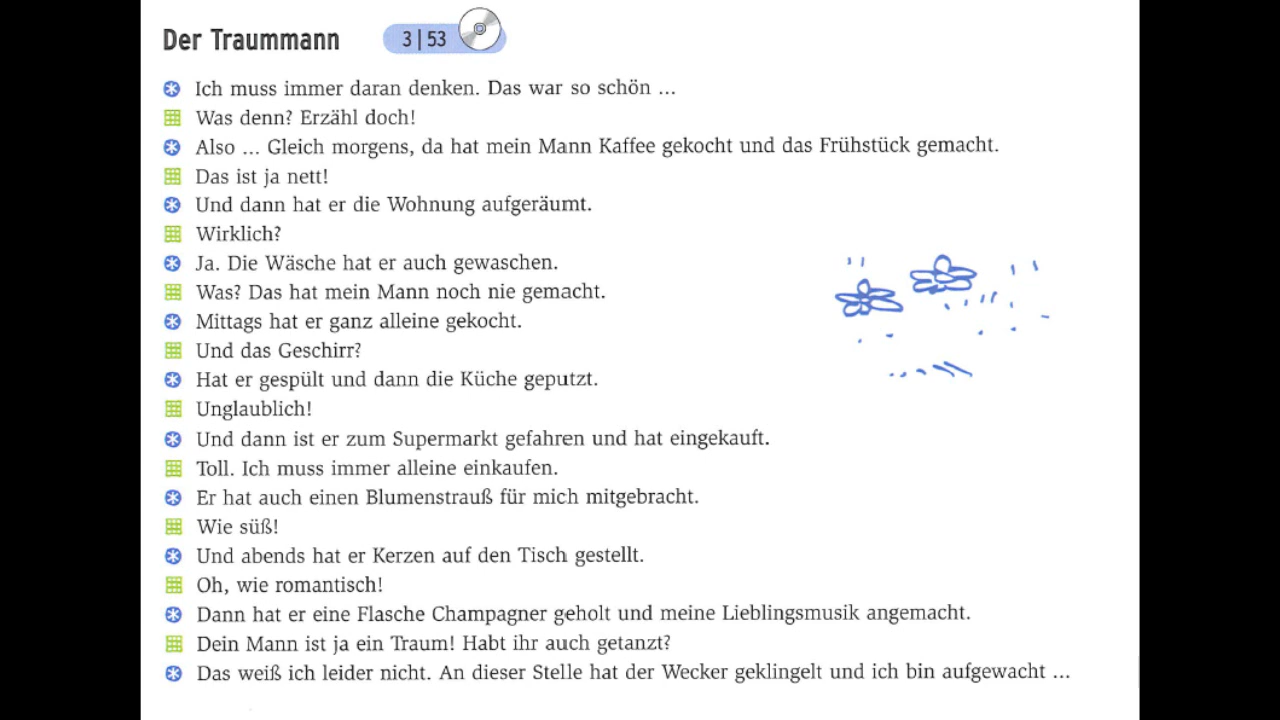 Der Traummann 3|53
Ich muss immer daran denken. Das war so schön ...
Was denn? Erzähl doch!
Also ... Gleich morgens, da hat mein Mann Kaffee gekocht und das Frühstück gemacht.
Das ist ja nett!
Und dann hat er die Wohnung aufgeräumt.
Wirklich?
Ja. Die Wäsche hat er auch gewaschen.
Was? Das hat mein Mann noch nie gemacht.
Mittags hat er ganz alleine gekocht.
Und das Geschirr?
Hat er gespült und dann die Küche geputzt.
Unglaublich!
Und dann ist er zum Supermarkt gefahren und hat eingekauft.
Toll. Ich muss immer alleine einkaufen.
Er hat auch einen Blumenstrauß für mich mitgebracht.
Wie süß!
Und abends hat er Kerzen auf den Tisch gestellt.
Oh, wie romantisch!
Dann hat er eine Flasche Champagner geholt und meine Lieblingsmusik angemacht.
Dein Mann ist ja ein Traum! Habt ihr auch getanzt?
Das weiß ich leider nicht. An dieser Stelle hat der Wecker geklingelt und ich bin aufgewacht ...